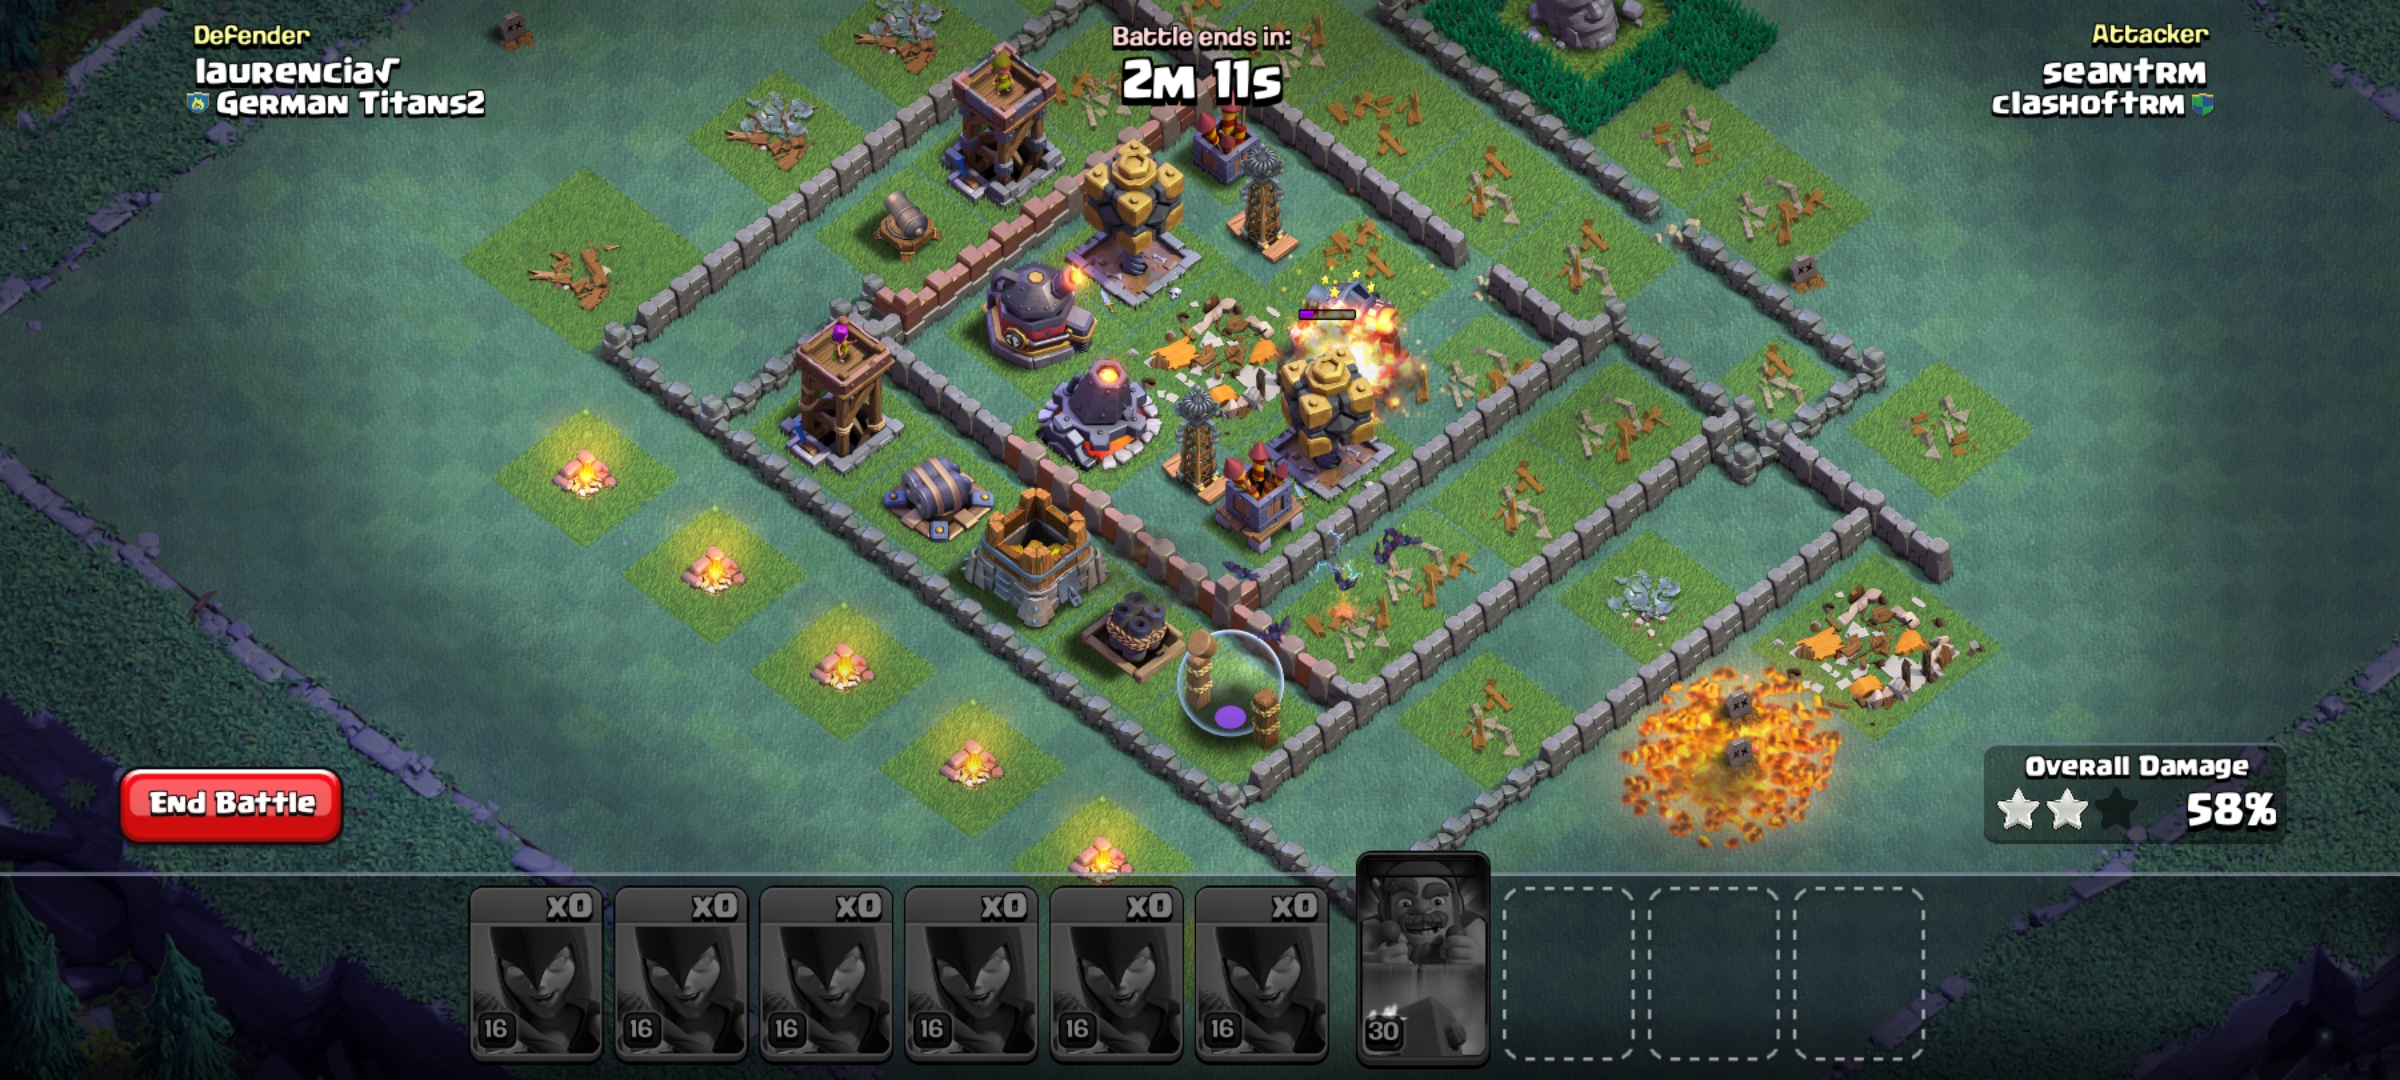 Defender
laurencia√
German Titans2
Battle ends in:
2m 11s
Attacker
seantrm
clashoftrm
End Battle
Overall Damage
58%
x0
x0
x0
x0
x0
x0
16
16
16
16
16
16
30